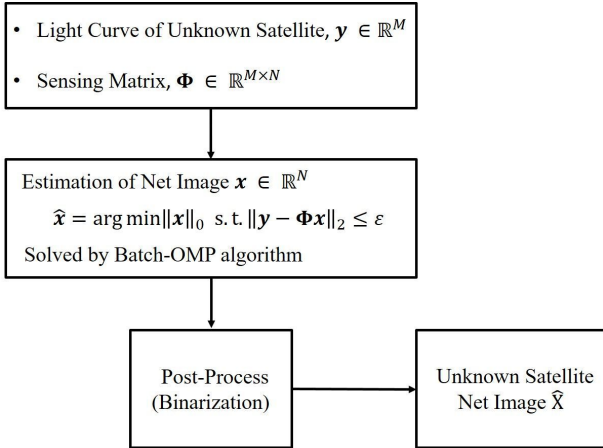 • Light Curve of Unknown Satellite, 𝒚 ∈ ℝ^M
• Sensing Matrix, 𝚽 ∈ ℝ^{M×N}
Estimation of Net Image 𝒙 ∈ ℝ^N
𝒙̂ = arg min‖𝒙‖₀ s.t.‖𝒚 − 𝚽𝒙‖₂ ≤ ε
Solved by Batch-OMP algorithm
Post-Process
(Binarization)
Unknown Satellite
Net Image X̂